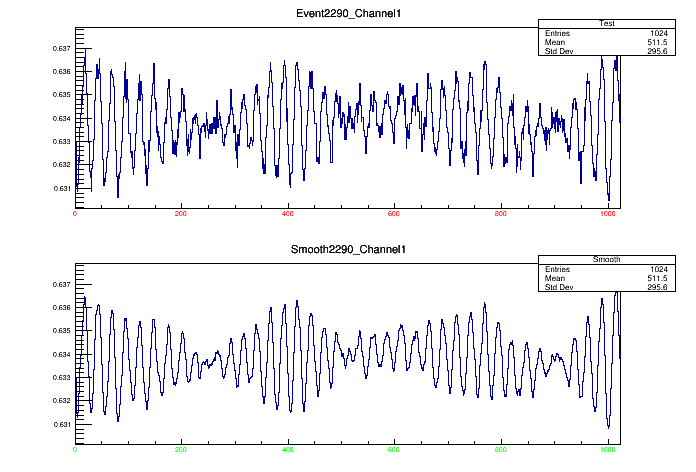 Event2290_Channel1
Test
Entries 1024
Mean 511.5
Std Dev 295.6
0.637
0.636
0.635
0.634
0.633
0.632
0.631
0 200 400 600 800 1000
Smooth2290_Channel1
Smooth
Entries 1024
Mean 511.5
Std Dev 295.6
0.637
0.636
0.635
0.634
0.633
0.632
0.631
0 200 400 600 800 1000